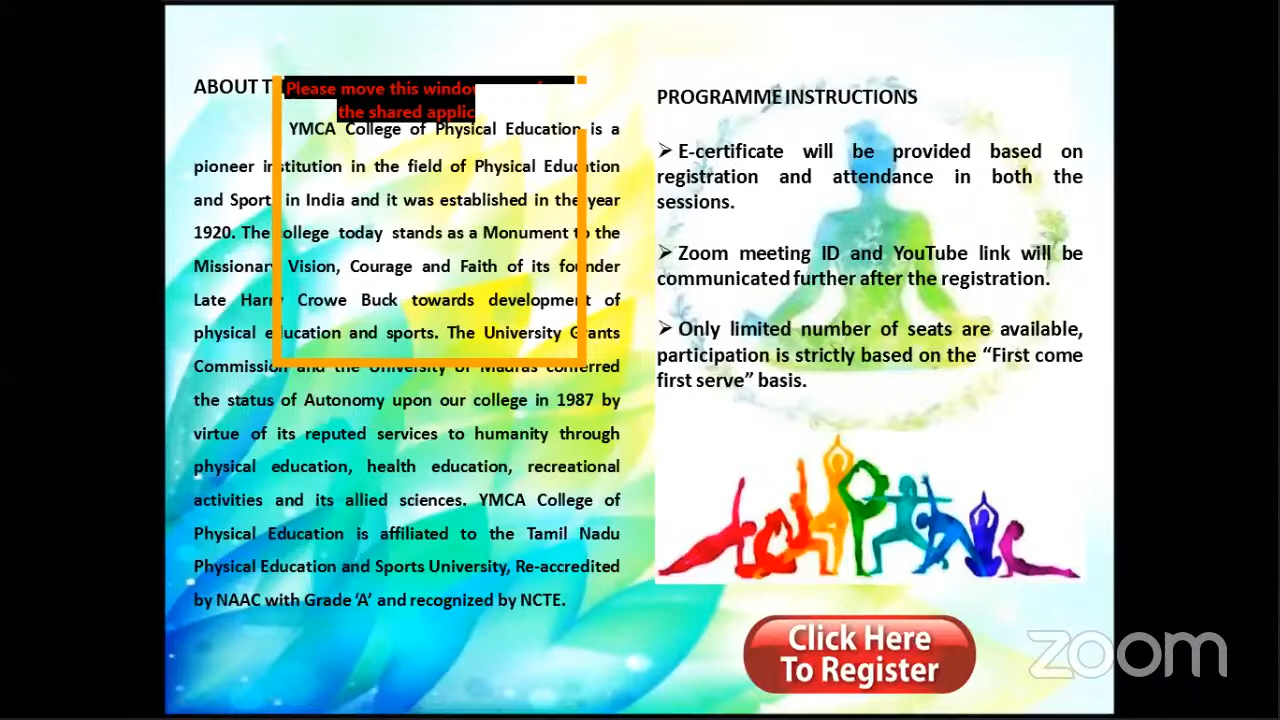 ABOUT T
Please move this window
the shared applic
YMCA College of Physical Education is a
pioneer institution in the field of Physical Education
and Sports in India and it was established in the year
1920. The college today stands as a Monument to the
Missionary Vision, Courage and Faith of its founder
Late Harry Crowe Buck towards development of
physical education and sports. The University Grants
Commission and the University of Madras conferred
the status of Autonomy upon our college in 1987 by
virtue of its reputed services to humanity through
physical education, health education, recreational
activities and its allied sciences. YMCA College of
Physical Education is affiliated to the Tamil Nadu
Physical Education and Sports University, Re-accredited
by NAAC with Grade ‘A’ and recognized by NCTE.
PROGRAMME INSTRUCTIONS
➢ E-certificate will be provided based on
registration and attendance in both the
sessions.
➢ Zoom meeting ID and YouTube link will be
communicated further after the registration.
➢ Only limited number of seats are available,
participation is strictly based on the “First come
first serve” basis.
Click Here
To Register
zoom